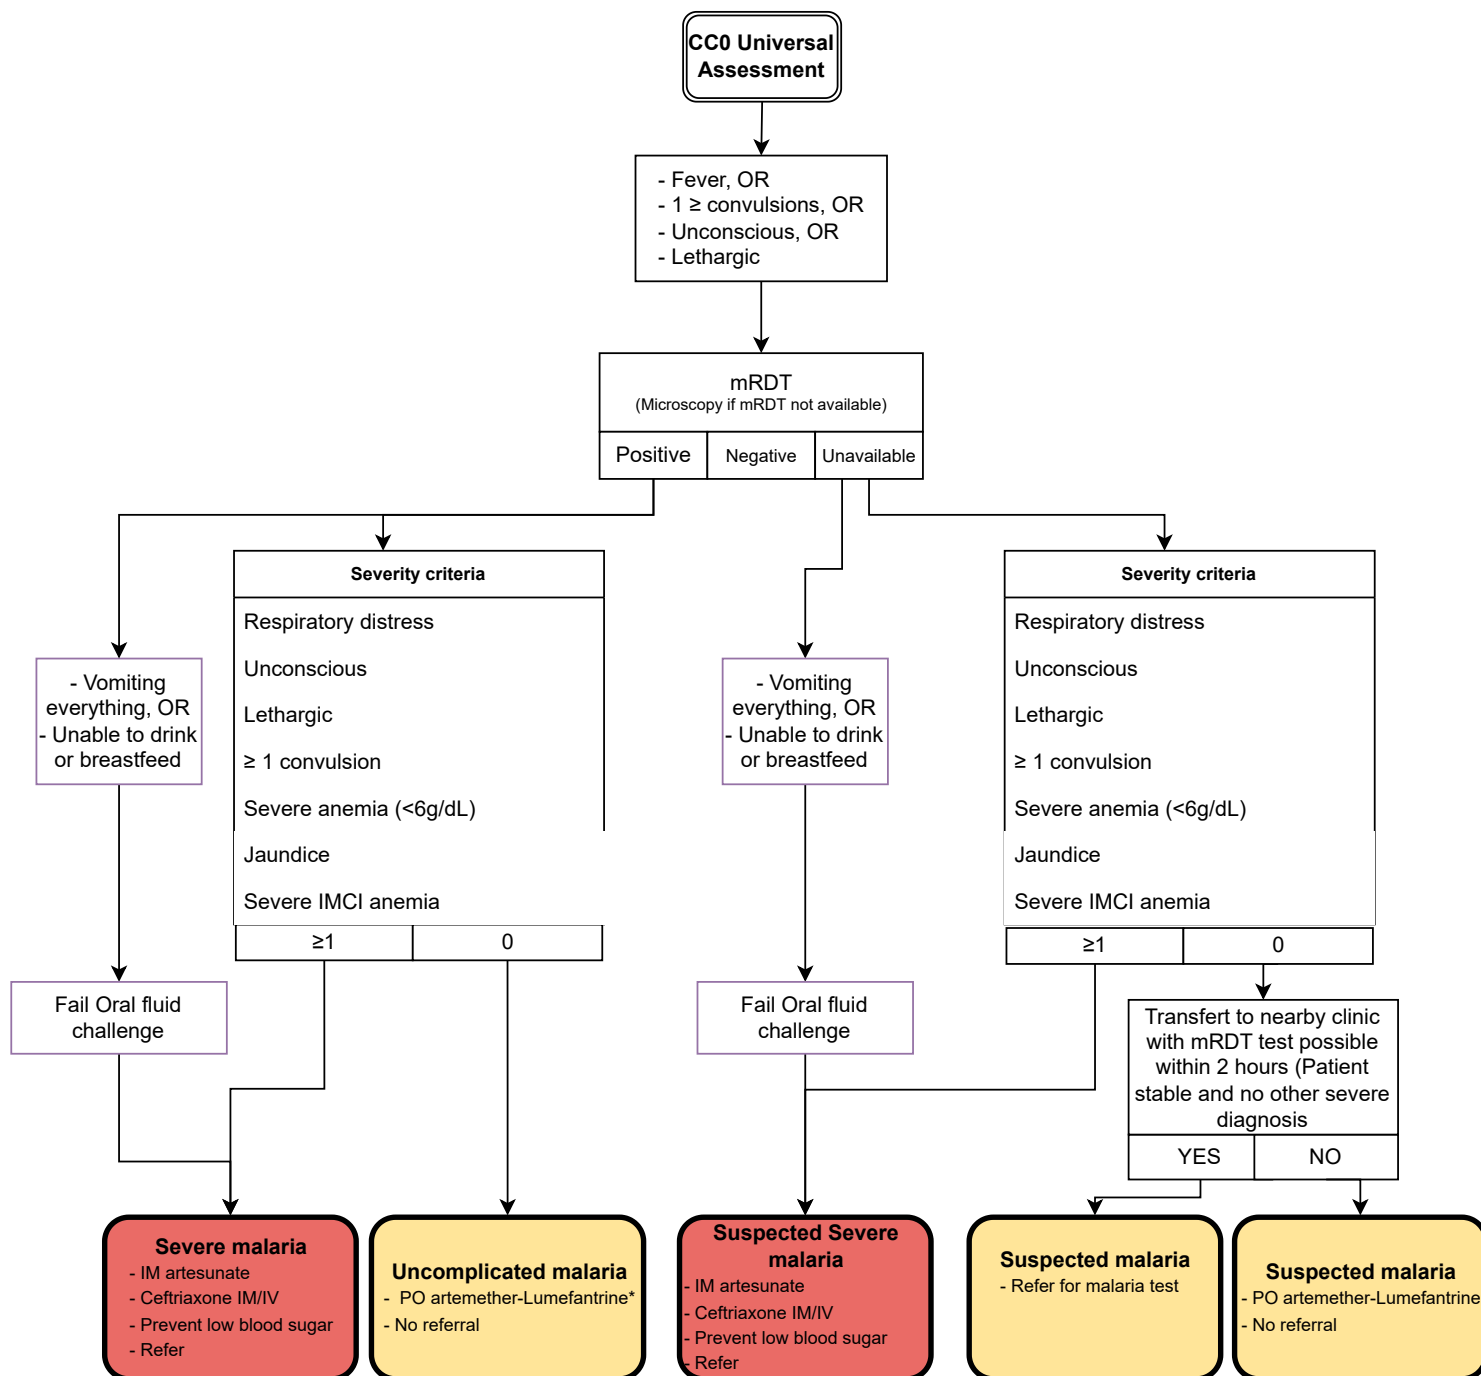 CC0 Universal
Assessment
- Fever, OR
- 1 ≥ convulsions, OR
- Unconscious, OR
- Lethargic
mRDT
(Microscopy if mRDT not available)
Positive
Negative
Unavailable
- Vomiting
everything, OR
- Unable to drink
or breastfeed
Fail Oral fluid
challenge
Severity criteria
Respiratory distress
Unconscious
Lethargic
≥ 1 convulsion
Severe anemia (<6g/dL)
Jaundice
Severe IMCI anemia
≥1
0
- Vomiting
everything, OR
- Unable to drink
or breastfeed
Fail Oral fluid
challenge
Severity criteria
Respiratory distress
Unconscious
Lethargic
≥ 1 convulsion
Severe anemia (<6g/dL)
Jaundice
Severe IMCI anemia
≥1
0
Transfert to nearby clinic
with mRDT test possible
within 2 hours (Patient
stable and no other severe
diagnosis
YES
NO
Severe malaria
- IM artesunate
- Ceftriaxone IM/IV
- Prevent low blood sugar
- Refer
Uncomplicated malaria
- PO artemether-Lumefantrine*
- No referral
Suspected Severe
malaria
- IM artesunate
- Ceftriaxone IM/IV
- Prevent low blood sugar
- Refer
Suspected malaria
- Refer for malaria test
Suspected malaria
- PO artemether-Lumefantrine
- No referral